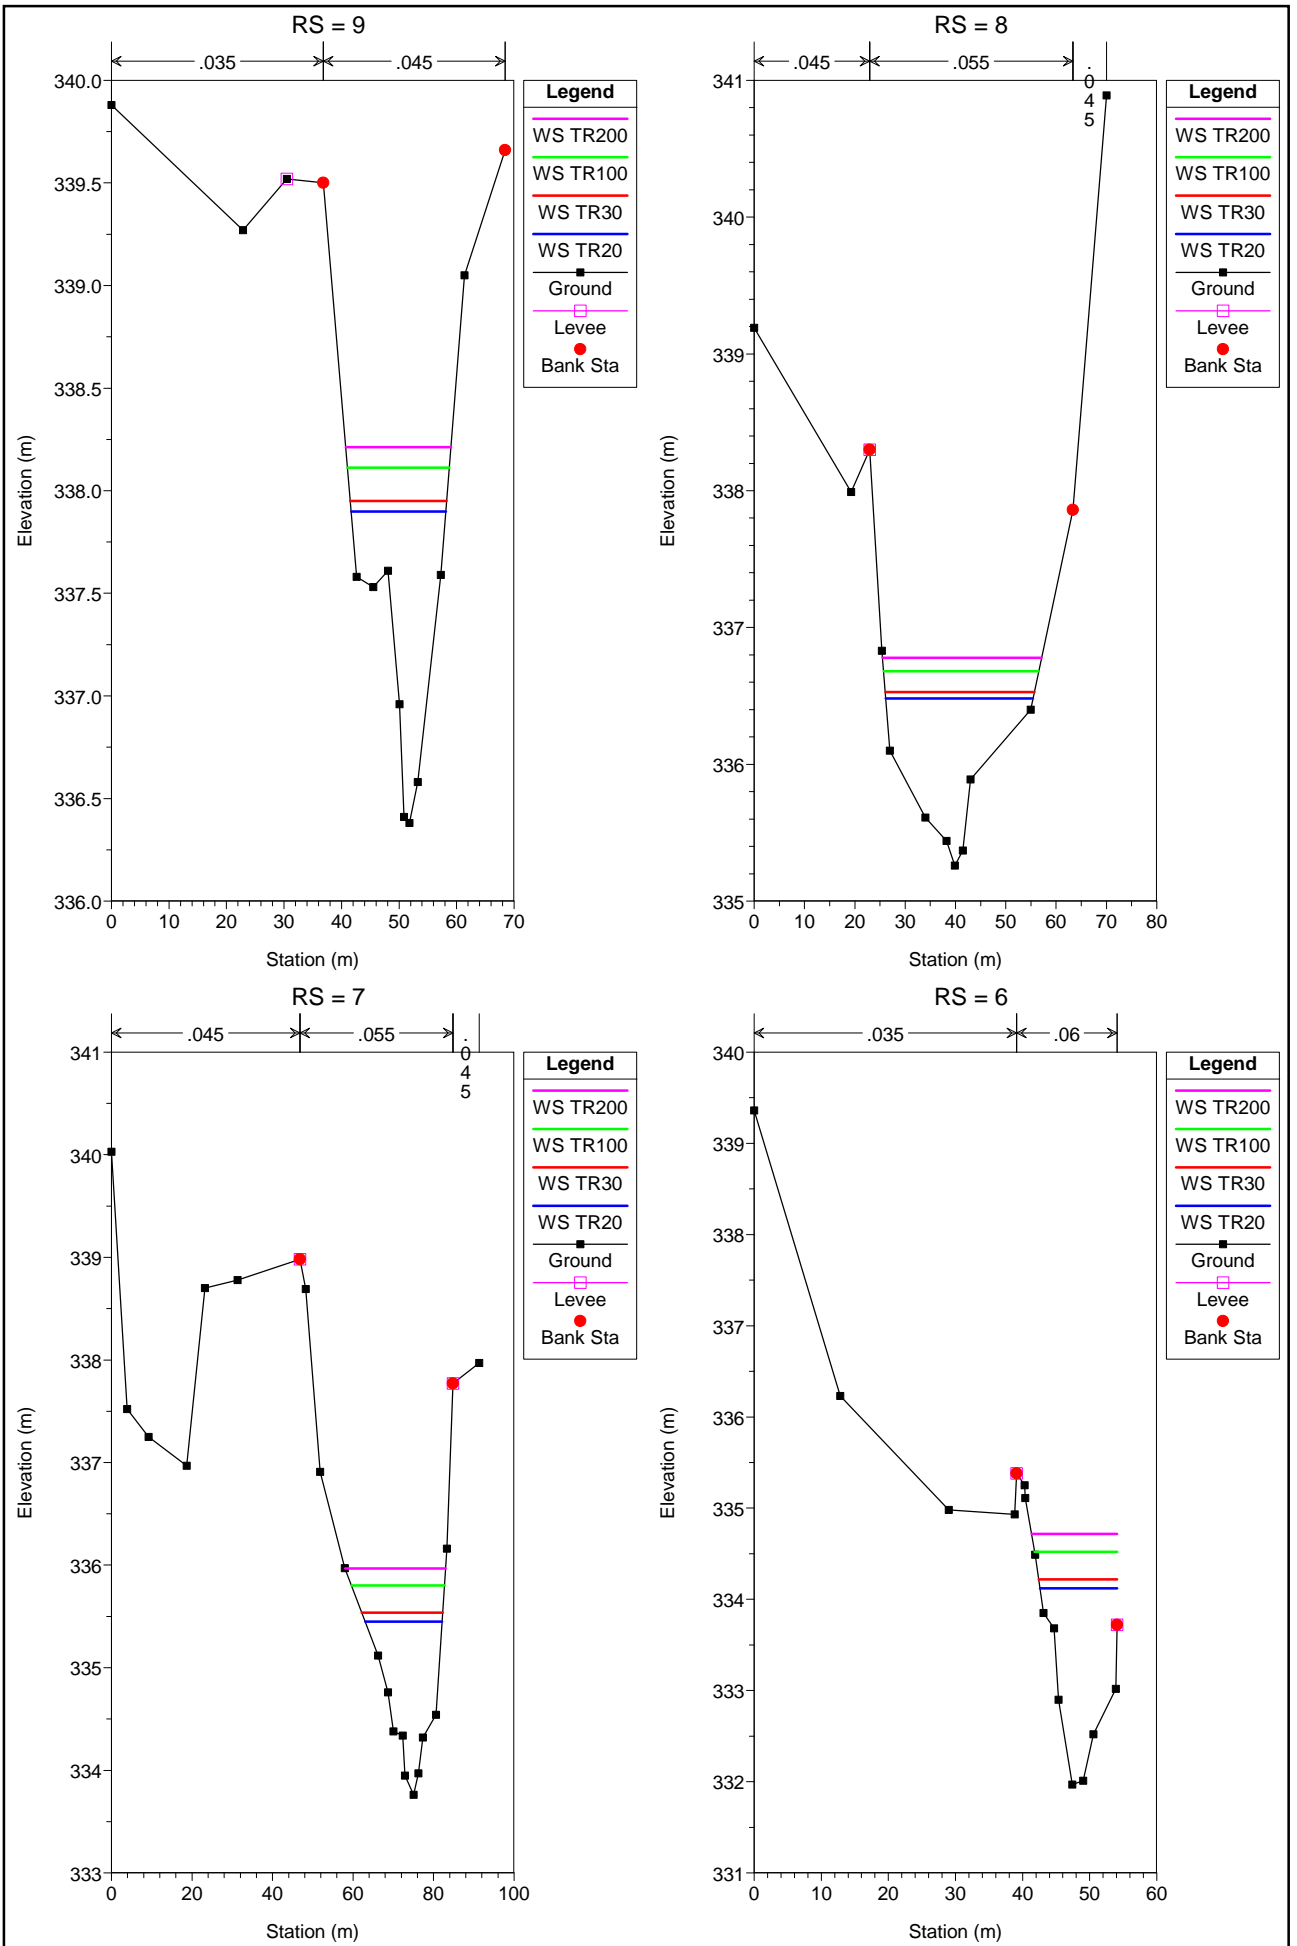 RS = 9
.035
.045
340.0
339.5
339.0
338.5
338.0
337.5
337.0
336.5
336.0
Elevation (m)
0 10 20 30 40 50 60 70
Station (m)
Legend
WS TR200
WS TR100
WS TR30
WS TR20
Ground
Levee
Bank Sta
RS = 8
.045
.055
.
0
4
5
341
340
339
338
337
336
335
Elevation (m)
0 10 20 30 40 50 60 70 80
Station (m)
Legend
WS TR200
WS TR100
WS TR30
WS TR20
Ground
Levee
Bank Sta
RS = 7
.045
.055
.
0
4
5
341
340
339
338
337
336
335
334
333
Elevation (m)
0 20 40 60 80 100
Station (m)
Legend
WS TR200
WS TR100
WS TR30
WS TR20
Ground
Levee
Bank Sta
RS = 6
.035
.06
340
339
338
337
336
335
334
333
332
331
Elevation (m)
0 10 20 30 40 50 60
Station (m)
Legend
WS TR200
WS TR100
WS TR30
WS TR20
Ground
Levee
Bank Sta